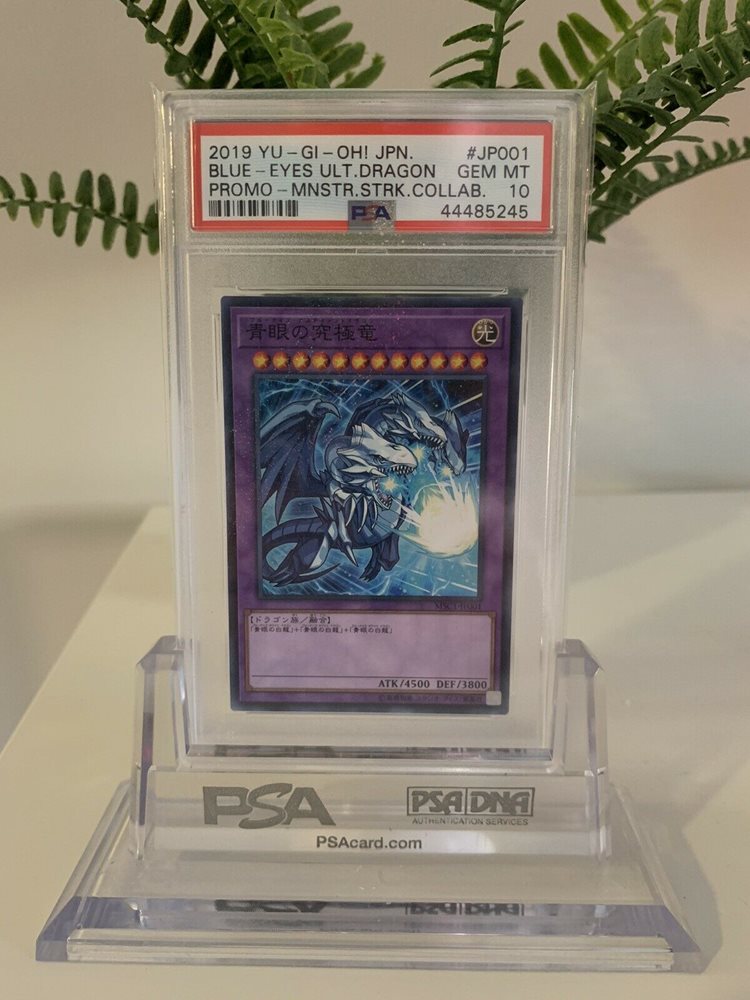 2019 YU-GI-OH! JPN. #JP001
BLUE-EYES ULT.DRAGON GEM MT
PROMO-MNSTR.STRK.COLLAB. 10
PSA 44485245
青眼の究極竜 光
MSC1-JP001
【ドラゴン族/融合】
「青眼の白龍」+「青眼の白龍」+「青眼の白龍」
ATK/4500 DEF/3800
PSA PSA DNA
AUTHENTICATION SERVICES
PSAcard.com